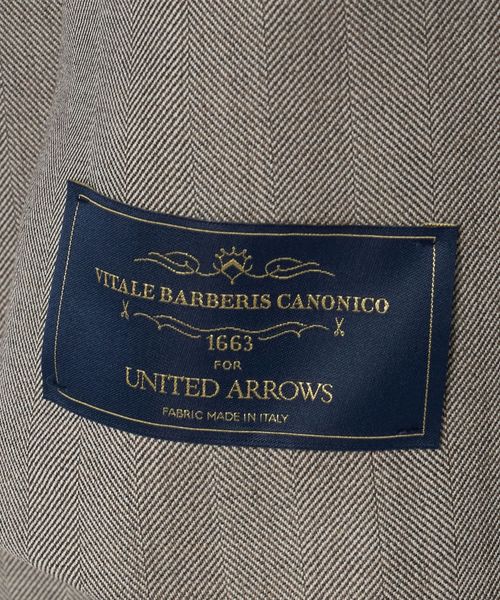 VITALE BARBERIS CANONICO
1663
FOR
UNITED ARROWS
FABRIC MADE IN ITALY